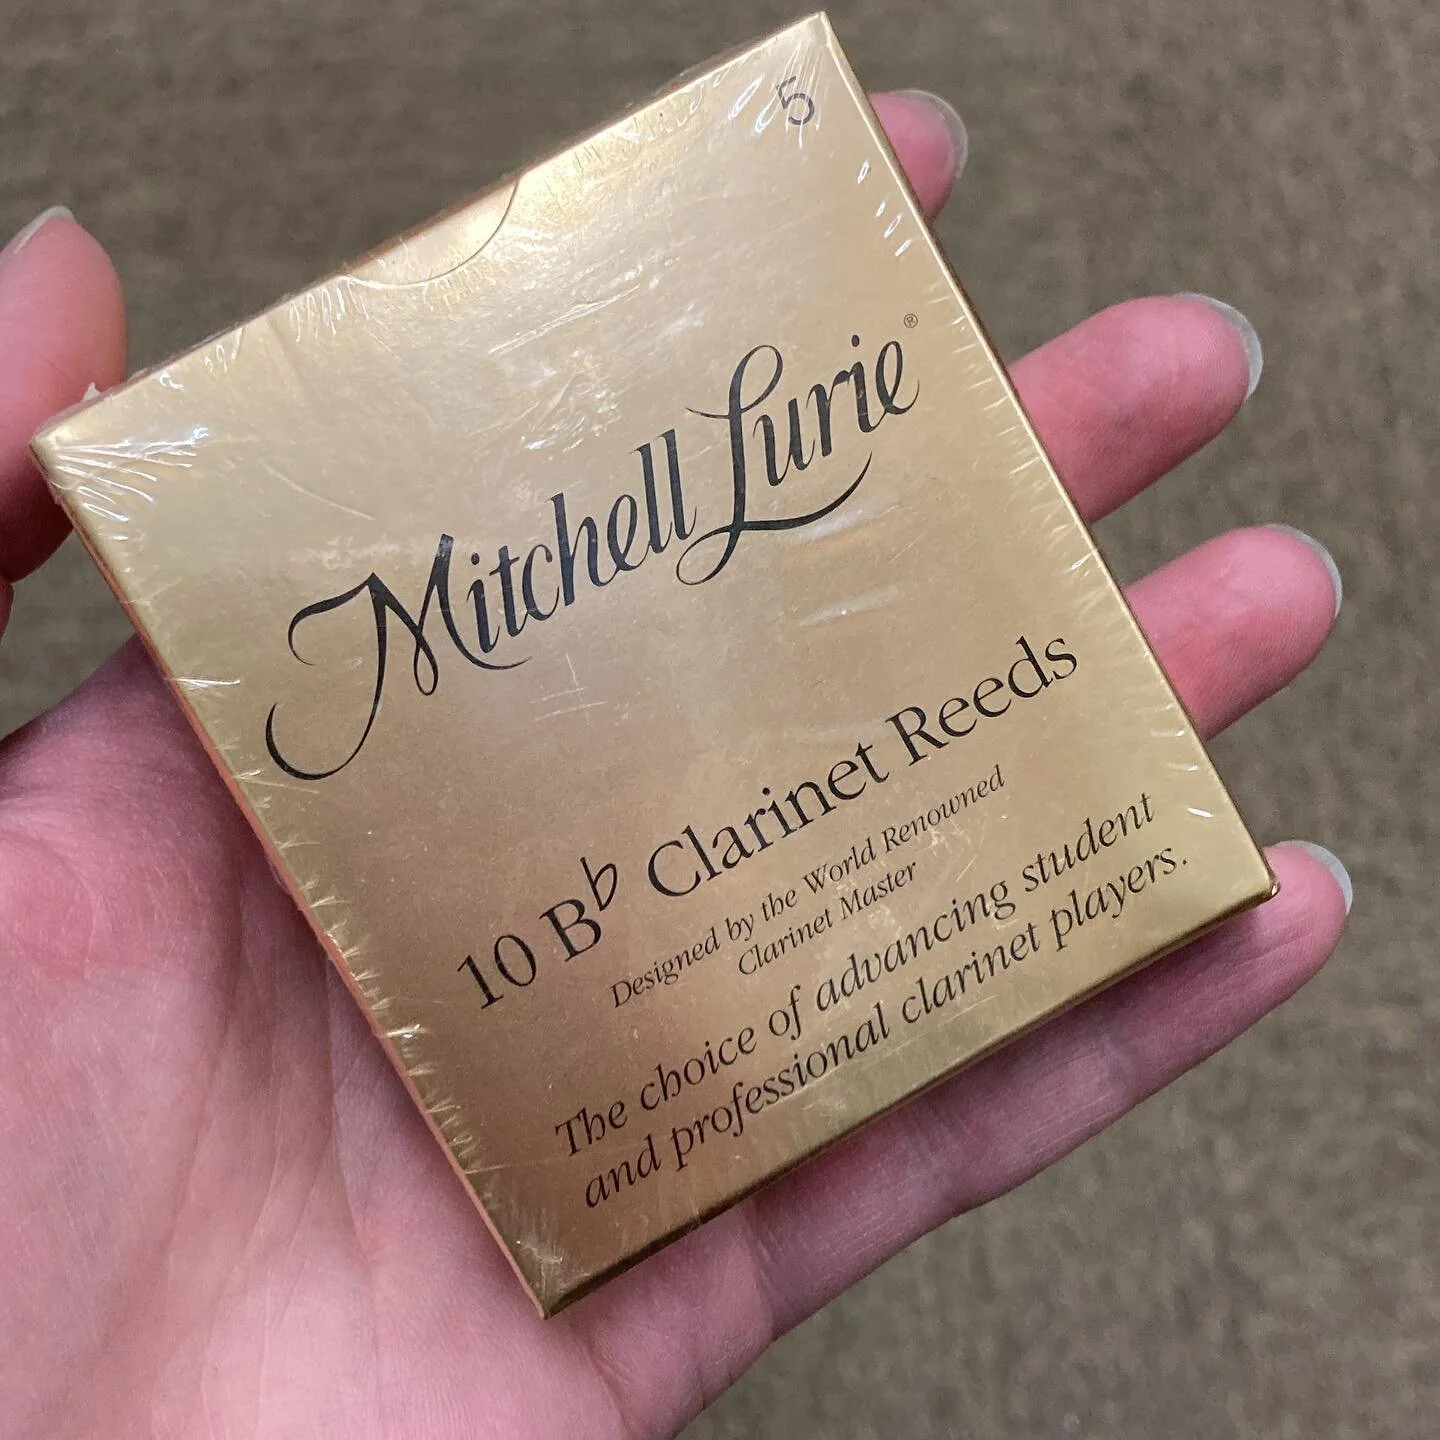 5
Mitchell Lurie®
10 B♭ Clarinet Reeds
Designed by the World Renowned
Clarinet Master
The choice of advancing student
and professional clarinet players.